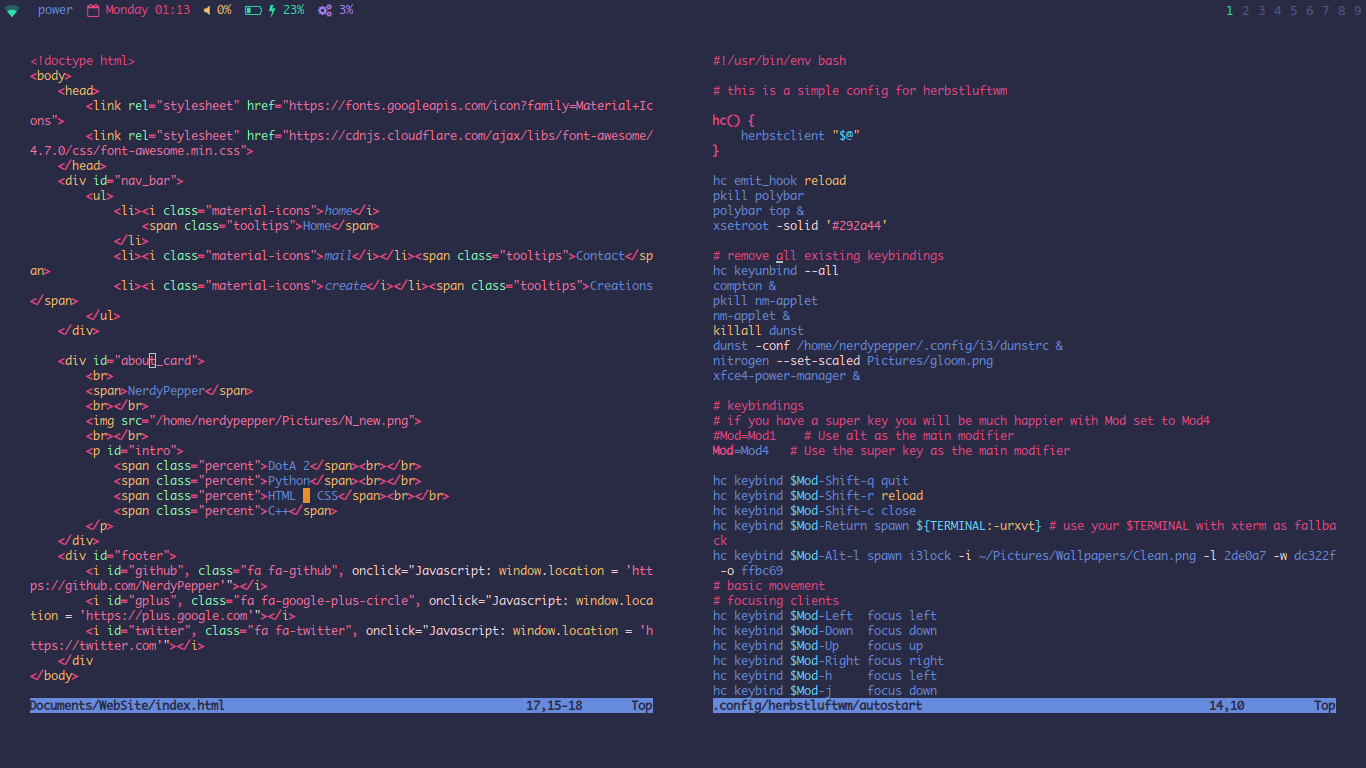 power Monday 01:13 0% 23% 3% 1 2 3 4 5 6 7 8 9
<!doctype html>
<body>
<head>
<link rel="stylesheet" href="https://fonts.googleapis.com/icon?family=Material+Ic
ons">
<link rel="stylesheet" href="https://cdnjs.cloudflare.com/ajax/libs/font-awesome/
4.7.0/css/font-awesome.min.css">
</head>
<div id="nav_bar">
<ul>
<li><i class="material-icons">home</i>
<span class="tooltips">Home</span>
</li>
<li><i class="material-icons">mail</i></li><span class="tooltips">Contact</sp
an>
<li><i class="material-icons">create</i></li><span class="tooltips">Creations
</span>
</ul>
</div>
<div id="about_card">
<br>
<span>NerdyPepper</span>
<br></br>
<img src="/home/nerdypepper/Pictures/N_new.png">
<br></br>
<p id="intro">
<span class="percent">DotA 2</span><br></br>
<span class="percent">Python</span><br></br>
<span class="percent">HTML CSS</span><br></br>
<span class="percent">C++</span>
</p>
</div>
<div id="footer">
<i id="github", class="fa fa-github", onclick="Javascript: window.location = 'htt
ps://github.com/NerdyPepper'"></i>
<i id="gplus", class="fa fa-google-plus-circle", onclick="Javascript: window.loca
tion = 'https://plus.google.com'"></i>
<i id="twitter", class="fa fa-twitter", onclick="Javascript: window.location = 'h
ttps://twitter.com'"></i>
</div
</body>
Documents/WebSite/index.html 17,15-18 Top
#!/usr/bin/env bash
# this is a simple config for herbstluftwm
hc() {
herbstclient "$@"
}
hc emit_hook reload
pkill polybar
polybar top &
xsetroot -solid '#292a44'
# remove all existing keybindings
hc keyunbind --all
compton &
pkill nm-applet
nm-applet &
killall dunst
dunst -conf /home/nerdypepper/.config/i3/dunstrc &
nitrogen --set-scaled Pictures/gloom.png
xfce4-power-manager &
# keybindings
# if you have a super key you will be much happier with Mod set to Mod4
#Mod=Mod1 # Use alt as the main modifier
Mod=Mod4 # Use the super key as the main modifier
hc keybind $Mod-Shift-q quit
hc keybind $Mod-Shift-r reload
hc keybind $Mod-Shift-c close
hc keybind $Mod-Return spawn ${TERMINAL:-urxvt} # use your $TERMINAL with xterm as fallba
ck
hc keybind $Mod-Alt-l spawn i3lock -i ~/Pictures/Wallpapers/Clean.png -l 2de0a7 -w dc322f
-o ffbc69
# basic movement
# focusing clients
hc keybind $Mod-Left focus left
hc keybind $Mod-Down focus down
hc keybind $Mod-Up focus up
hc keybind $Mod-Right focus right
hc keybind $Mod-h focus left
hc keybind $Mod-j focus down
.config/herbstluftwm/autostart 14,10 Top